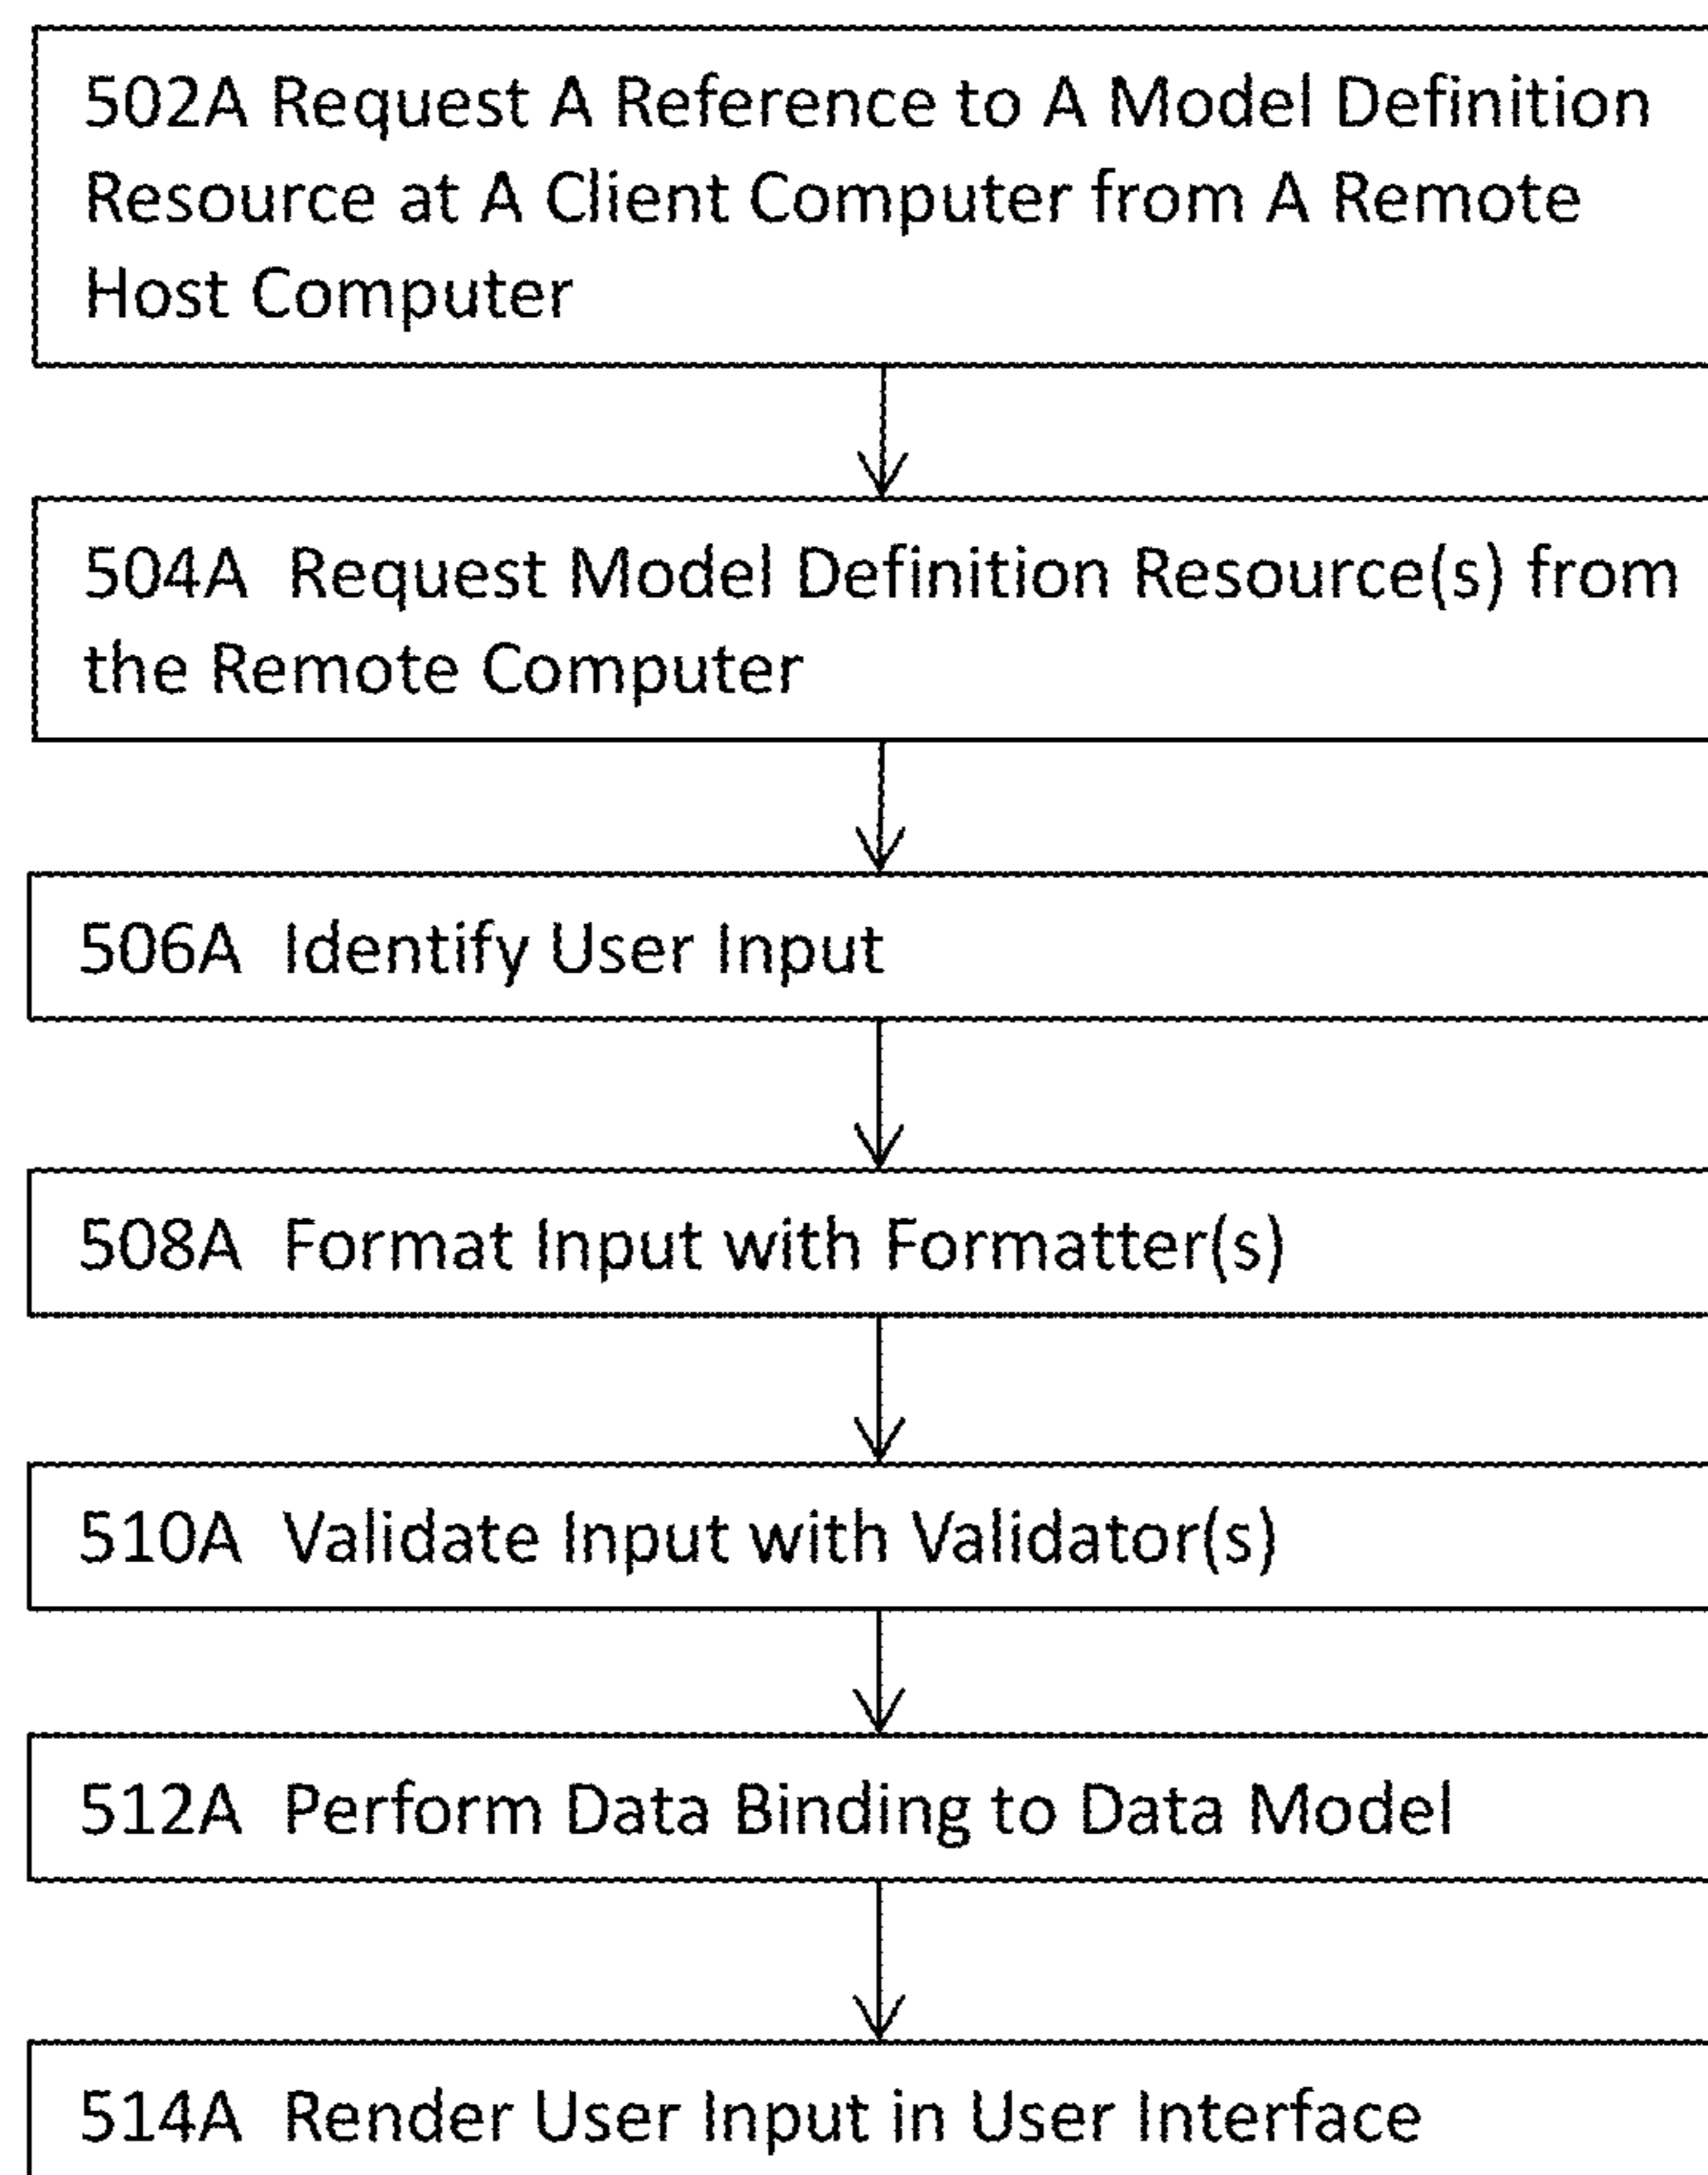 502A Request A Reference to A Model Definition
Resource at A Client Computer from A Remote
Host Computer
504A Request Model Definition Resource(s) from
the Remote Computer
506A Identify User Input
508A Format Input with Formatter(s)
510A Validate Input with Validator(s)
512A Perform Data Binding to Data Model
514A Render User Input in User Interface